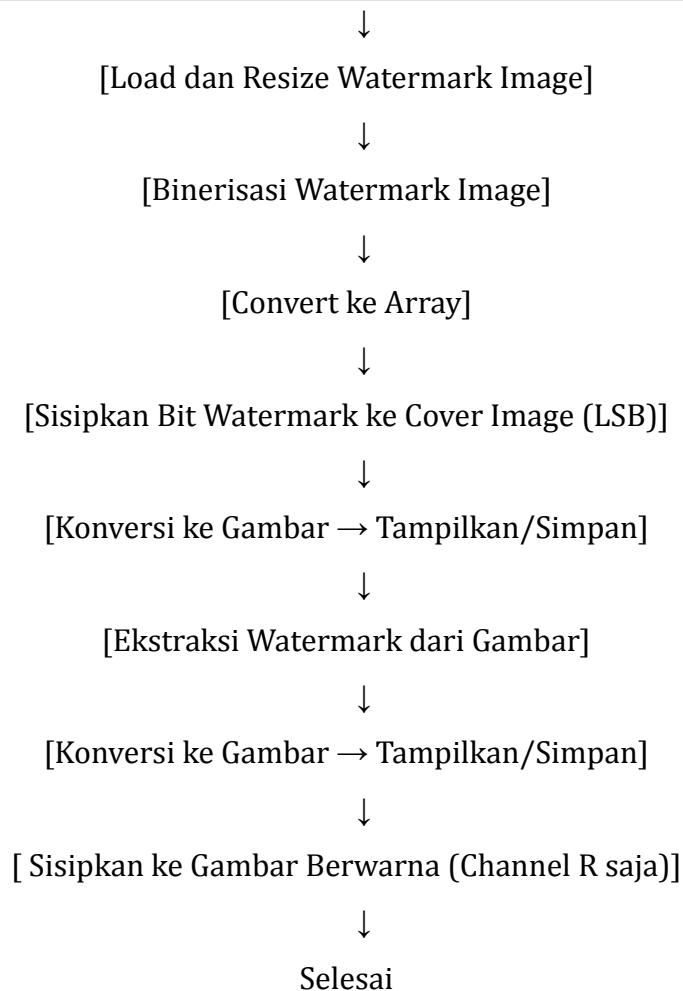 ↓
[Load dan Resize Watermark Image]
↓
[Binerisasi Watermark Image]
↓
[Convert ke Array]
↓
[Sisipkan Bit Watermark ke Cover Image (LSB)]
↓
[Konversi ke Gambar → Tampilkan/Simpan]
↓
[Ekstraksi Watermark dari Gambar]
↓
[Konversi ke Gambar → Tampilkan/Simpan]
↓
[ Sisipkan ke Gambar Berwarna (Channel R saja)]
↓
Selesai